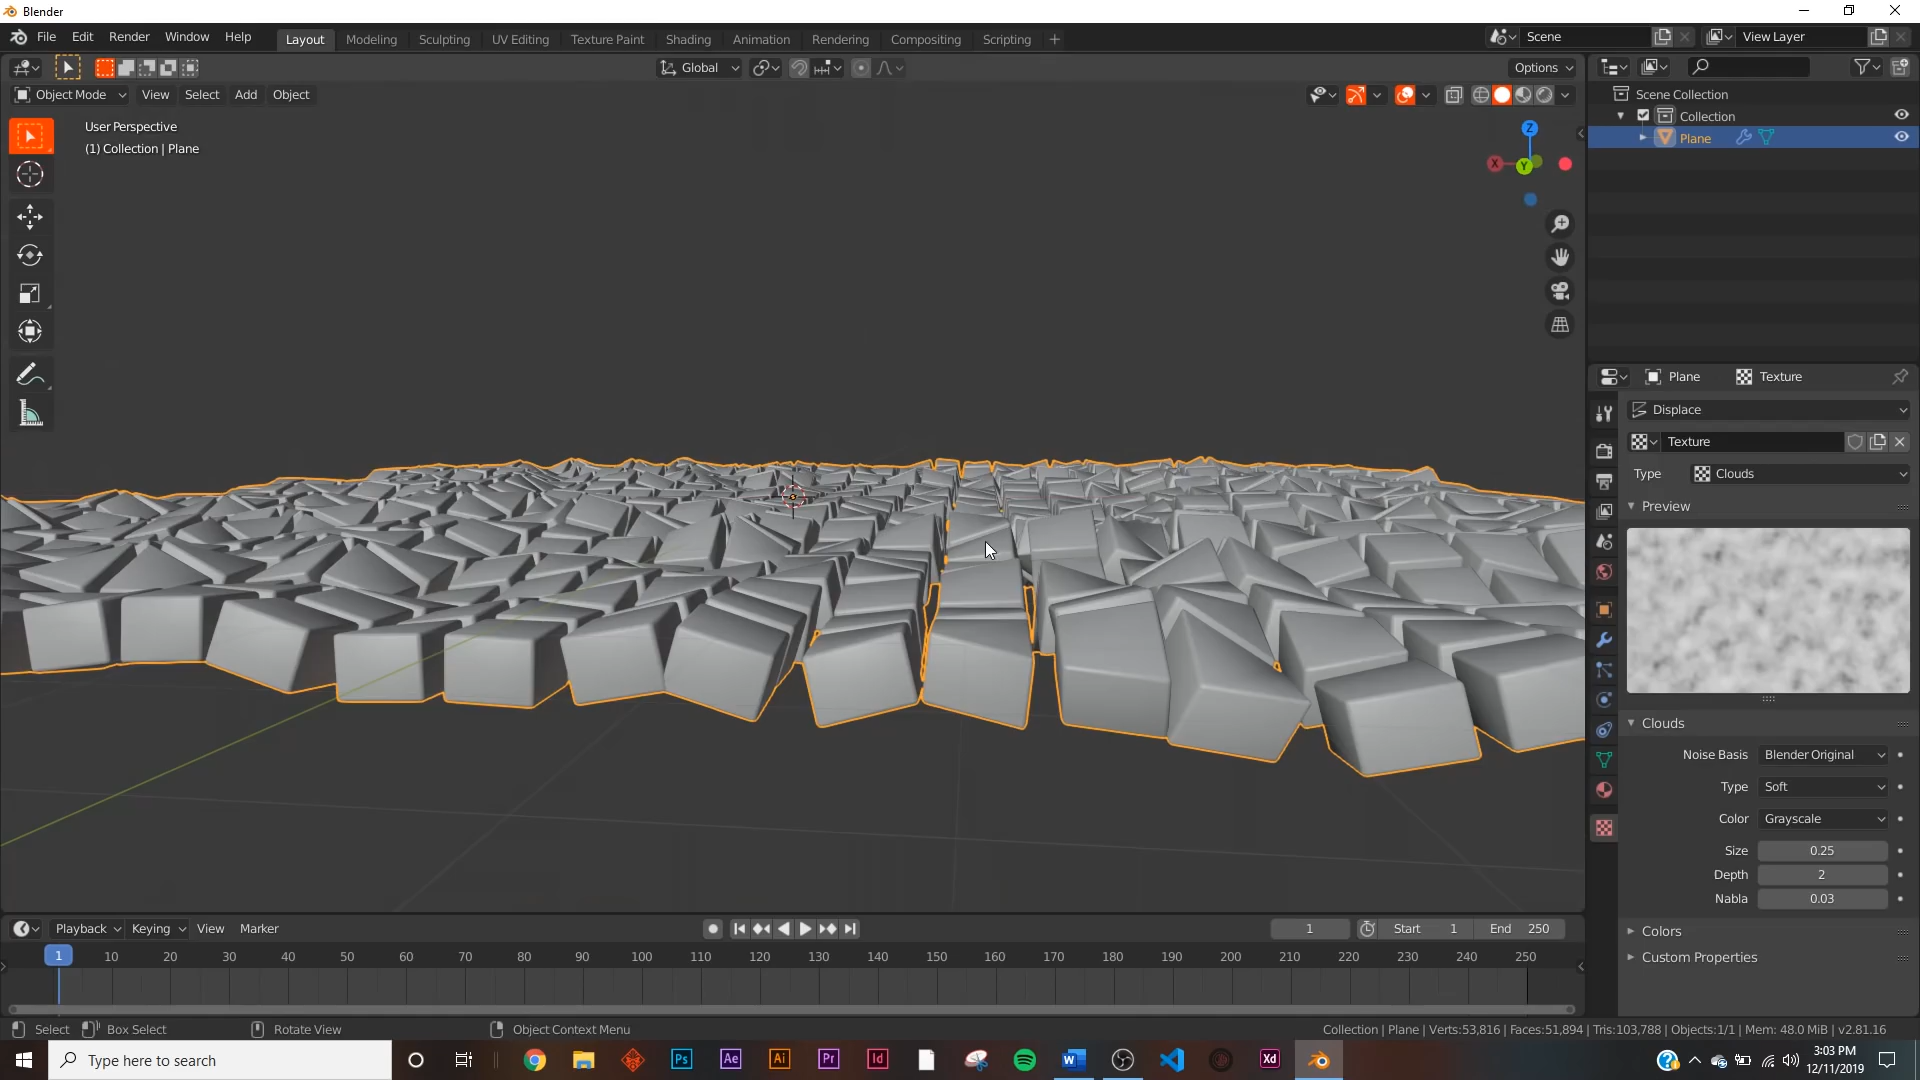 Blender
File Edit Render Window Help
Layout Modeling Sculpting UV Editing Texture Paint Shading Animation Rendering Compositing Scripting +
Scene
View Layer
Global
Options
Object Mode View Select Add Object
User Perspective
(1) Collection | Plane
Z
X
Y
Scene Collection
Collection
Plane
Plane Texture
Displace
Texture
Type Clouds
Preview
Clouds
Noise Basis Blender Original
Type Soft
Color Grayscale
Size 0.25
Depth 2
Nabla 0.03
Colors
Custom Properties
Playback Keying View Marker
1 Start 1 End 250
1 10 20 30 40 50 60 70 80 90 100 110 120 130 140 150 160 170 180 190 200 210 220 230 240 250
Select Box Select Rotate View Object Context Menu
Collection | Plane | Verts:53,816 | Faces:51,894 | Tris:103,788 | Objects:1/1 | Mem: 48.0 MiB | v2.81.16
Type here to search
Ps Ae Ai Pr Id W Xd
3:03 PM
12/11/2019